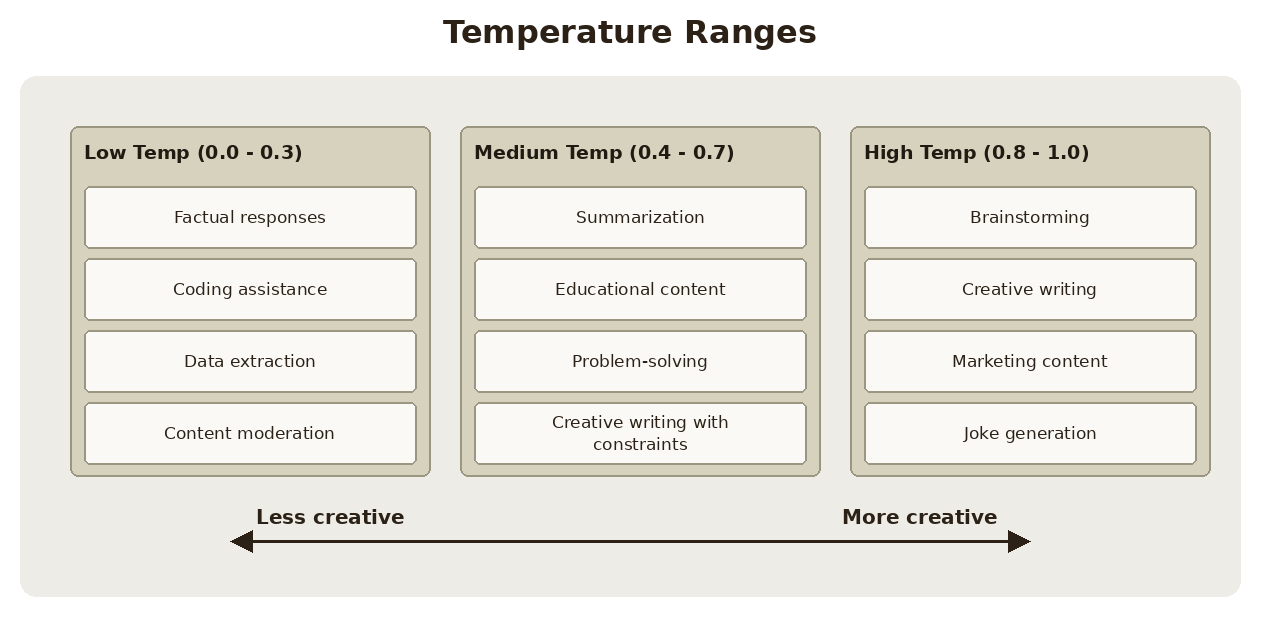 Temperature Ranges
Low Temp (0.0 - 0.3)
Factual responses
Coding assistance
Data extraction
Content moderation
Medium Temp (0.4 - 0.7)
Summarization
Educational content
Problem-solving
Creative writing with
constraints
High Temp (0.8 - 1.0)
Brainstorming
Creative writing
Marketing content
Joke generation
Less creative
More creative